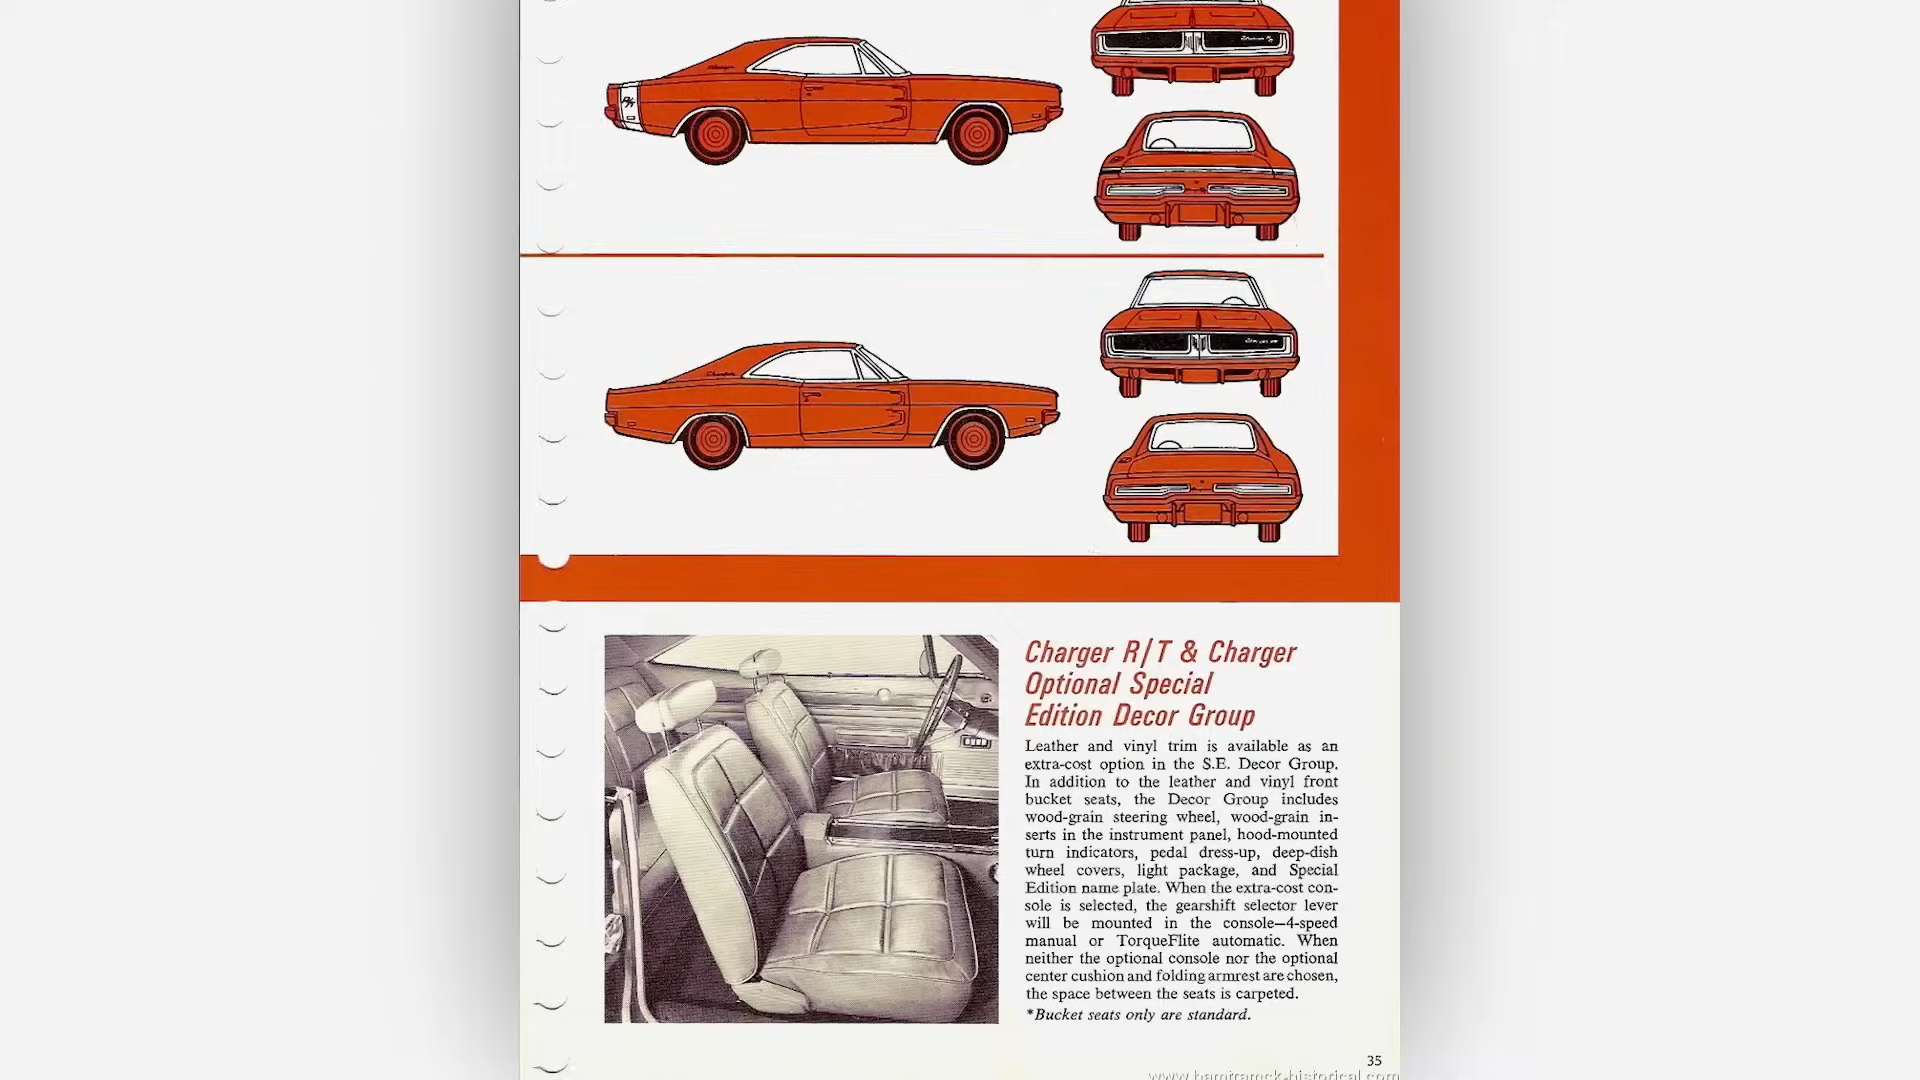 R/T
Charger
Charger R/T & Charger
Optional Special
Edition Decor Group
Leather and vinyl trim is available as an
extra-cost option in the S.E. Decor Group.
In addition to the leather and vinyl front
bucket seats, the Decor Group includes
wood-grain steering wheel, wood-grain in-
serts in the instrument panel, hood-mounted
turn indicators, pedal dress-up, deep-dish
wheel covers, light package, and Special
Edition name plate. When the extra-cost con-
sole is selected, the gearshift selector lever
will be mounted in the console—4-speed
manual or TorqueFlite automatic. When
neither the optional console nor the optional
center cushion and folding armrest are chosen,
the space between the seats is carpeted.
*Bucket seats only are standard.
35
www.hamtramck-historical.com